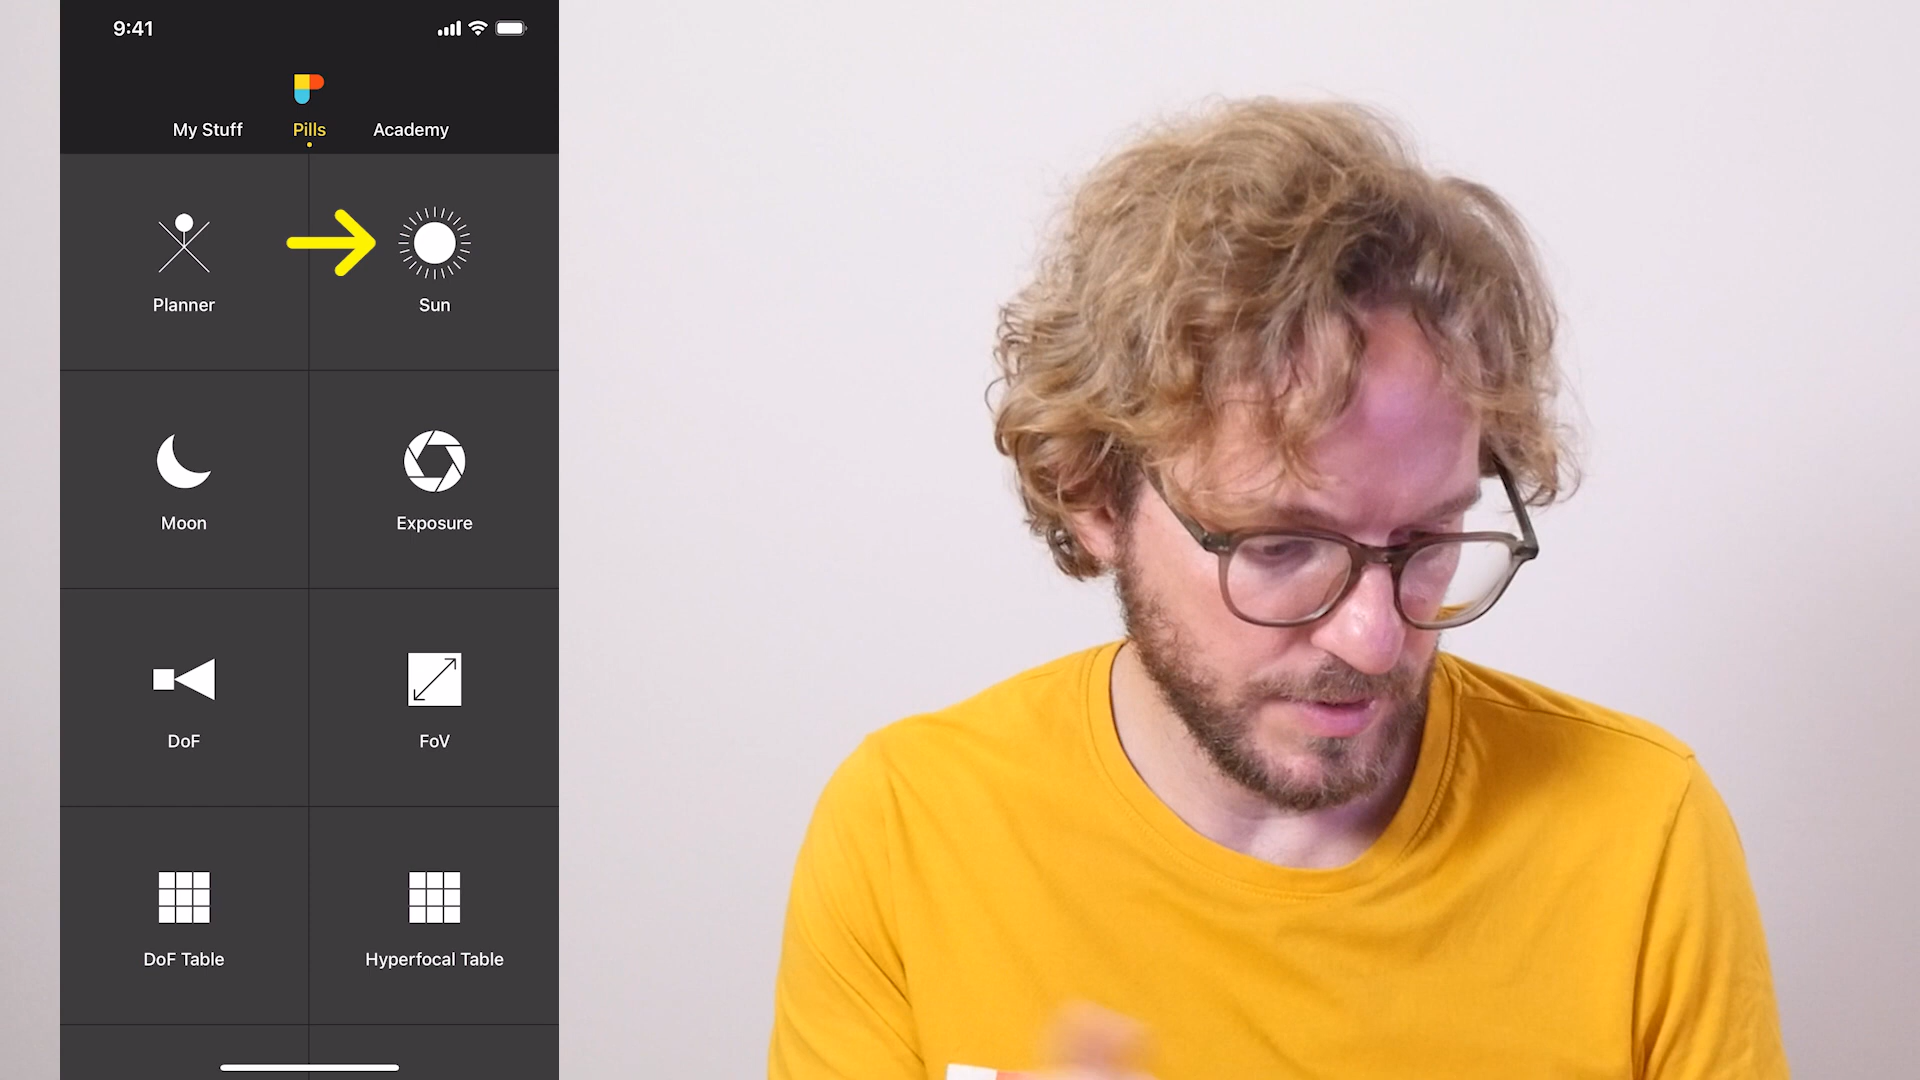 9:41
My Stuff Pills Academy
Planner Sun
Moon Exposure
DoF FoV
DoF Table Hyperfocal Table